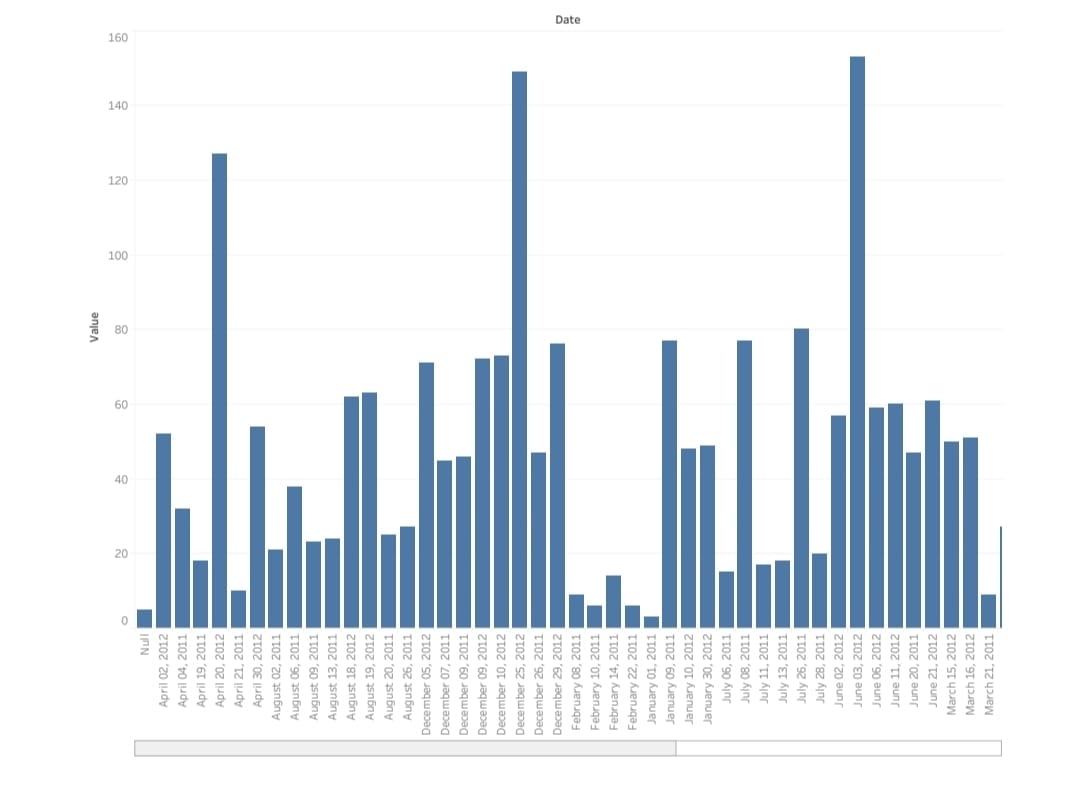 Date
160
140
120
100
80
60
40
20
0
Value
Null
April 02, 2012
April 04, 2011
April 19, 2011
April 20, 2012
April 21, 2011
April 30, 2012
August 02, 2011
August 06, 2011
August 09, 2011
August 13, 2011
August 18, 2012
August 19, 2012
August 20, 2011
August 26, 2011
December 05, 2012
December 07, 2011
December 09, 2011
December 09, 2012
December 10, 2012
December 25, 2012
December 26, 2011
December 29, 2012
February 08, 2011
February 10, 2011
February 14, 2011
February 22, 2011
January 01, 2011
January 09, 2011
January 10, 2012
January 30, 2012
July 06, 2011
July 08, 2011
July 11, 2011
July 13, 2011
July 26, 2011
July 28, 2011
June 02, 2012
June 03, 2012
June 06, 2012
June 11, 2012
June 20, 2011
June 21, 2012
March 15, 2012
March 16, 2012
March 21, 2011